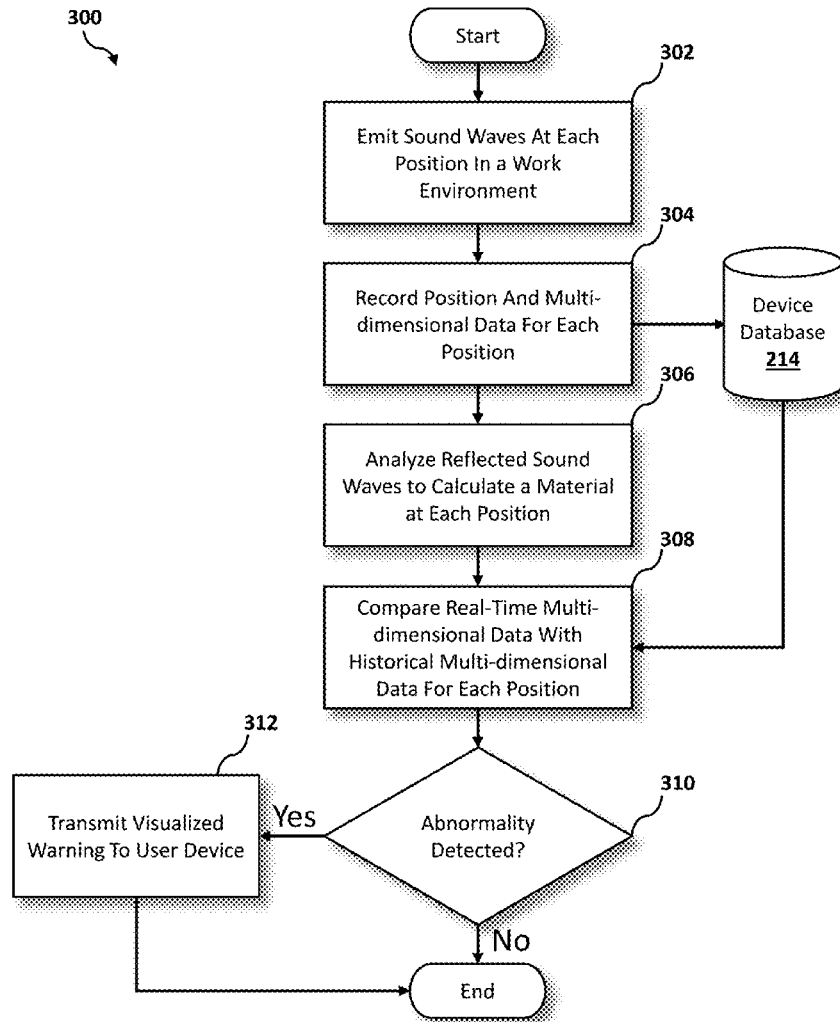 300
Start
302
Emit Sound Waves At Each
Position In a Work
Environment
304
Record Position And Multi-
dimensional Data For Each
Position
Device
Database
214
306
Analyze Reflected Sound
Waves to Calculate a Material
at Each Position
308
Compare Real-Time Multi-
dimensional Data With
Historical Multi-dimensional
Data For Each Position
312
Transmit Visualized
Warning To User Device
Yes
310
Abnormality
Detected?
No
End